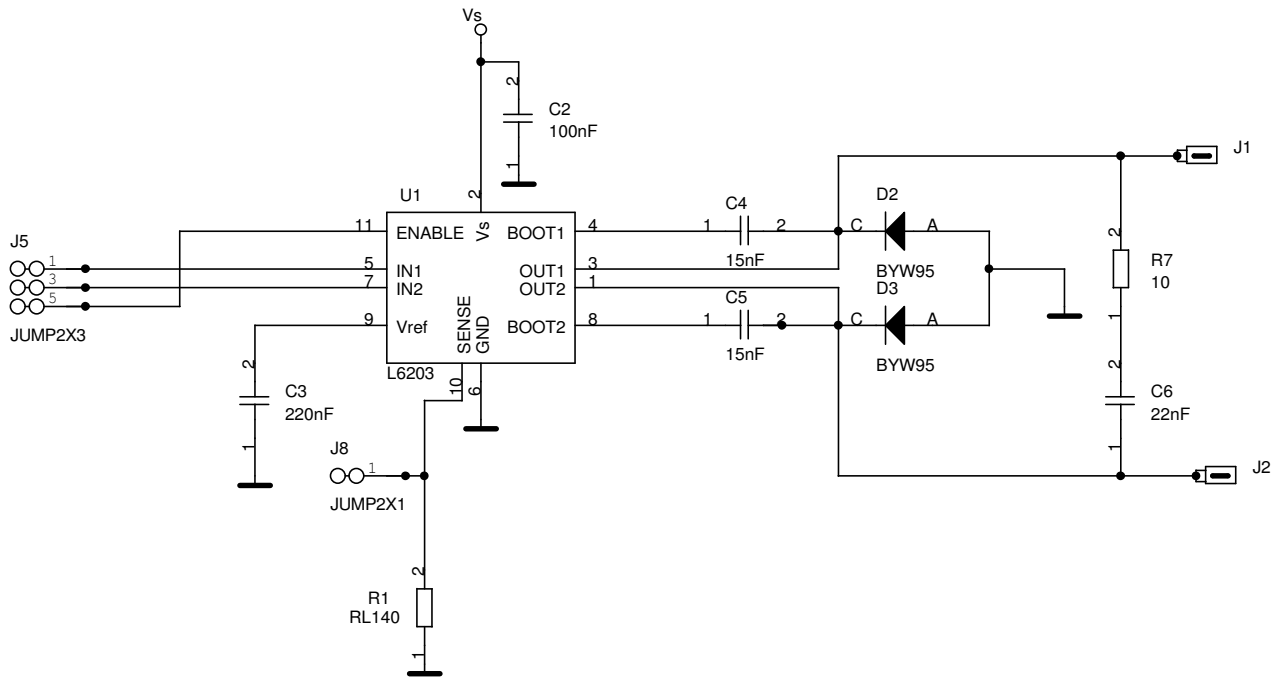 Vs
2
C2
100nF
1
J1
U1
2
C4
D2
11
ENABLE
Vs
BOOT1
4
1
2
C
A
2
R7
10
J5
1
5
IN1
OUT1
3
15nF
BYW95
3
7
IN2
OUT2
1
C5
D3
5
1
JUMP2X3
9
Vref
SENSE
GND
BOOT2
8
1
2
C
A
15nF
BYW95
2
L6203
10
6
2
C3
220nF
C6
22nF
1
1
J8
1
J2
JUMP2X1
2
R1
RL140
1